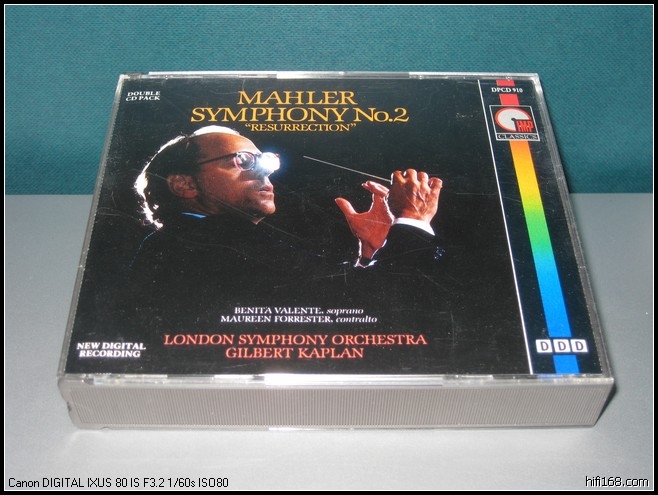 DOUBLE
CD PACK
MAHLER
SYMPHONY No.2
"RESURRECTION"
DPCD 910
CLASSICS
BENITA VALENTE, soprano
MAUREEN FORRESTER, contralto
NEW DIGITAL
RECORDING
LONDON SYMPHONY ORCHESTRA
GILBERT KAPLAN
DDD
Canon DIGITAL IXUS 80 IS F3.2 1/60s ISO80
hifi168.com